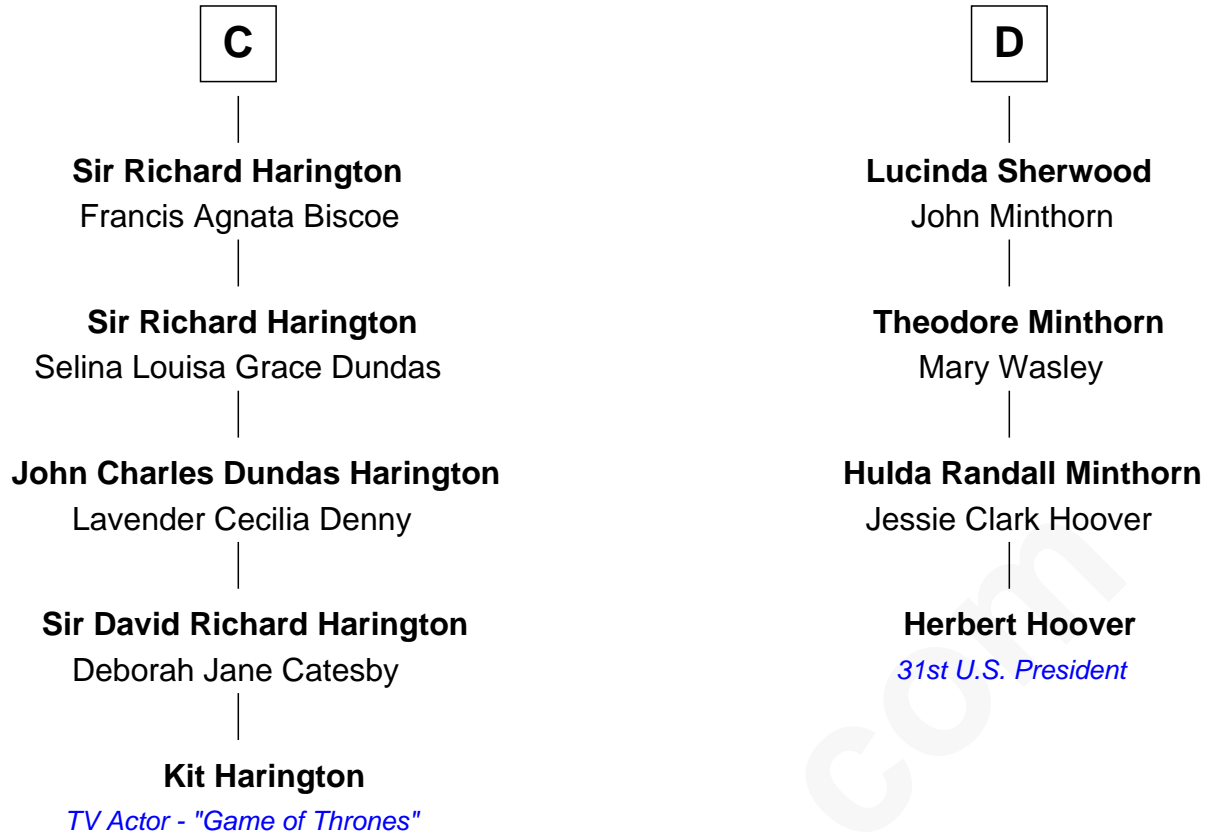 C
Sir Richard Harington
Francis Agnata Biscoe
Sir Richard Harington
Selina Louisa Grace Dundas
John Charles Dundas Harington
Lavender Cecilia Denny
Sir David Richard Harington
Deborah Jane Catesby
Kit Harington
TV Actor - "Game of Thrones"
D
Lucinda Sherwood
John Minthorn
Theodore Minthorn
Mary Wasley
Hulda Randall Minthorn
Jessie Clark Hoover
Herbert Hoover
31st U.S. President
com